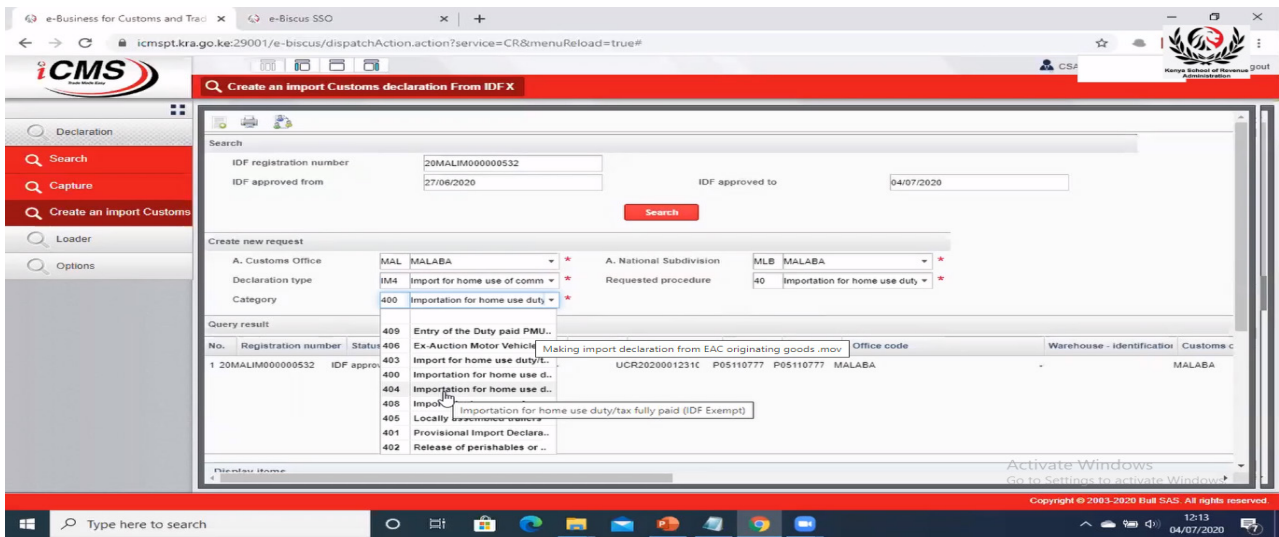 e-Business for Customs and Trad
e-Biscus SSO
icmspt.kra.go.ke:29001/e-biscus/dispatchAction.action?service=CR&menuReload=true#
iCMS
Trade Made Easy
CSA
gout
Kenya School of Revenue
Administration
Create an import Customs declaration From IDF X
Declaration
Search
Capture
Create an import Customs
Loader
Options
Search
IDF registration number 20MALIM000000532
IDF approved from 27/06/2020 IDF approved to 04/07/2020
Search
Create new request
A. Customs Office MAL MALABA * A. National Subdivision MLB MALABA *
Declaration type IM4 Import for home use of comm * Requested procedure 40 Importation for home use duty *
Category 400 Importation for home use duty *
Query result
No. Registration number Status Office code Warehouse - identification Customs o
1 20MALIM000000532 IDF appro UCR2020001231( P05110777 P05110777 MALABA - MALABA
409 Entry of the Duty paid PMU..
406 Ex-Auction Motor Vehicle
Making import declaration from EAC originating goods .mov
403 Import for home use duty/t..
400 Importation for home use d..
404 Importation for home use d..
408 Impo
Importation for home use duty/tax fully paid (IDF Exempt)
405 Locally assembled trailers
401 Provisional Import Declara..
402 Release of perishables or ..
Display items
Activate Windows
Go to Settings to activate Windows.
Copyright © 2003-2020 Bull SAS. All rights reserved.
Type here to search
12:13
04/07/2020